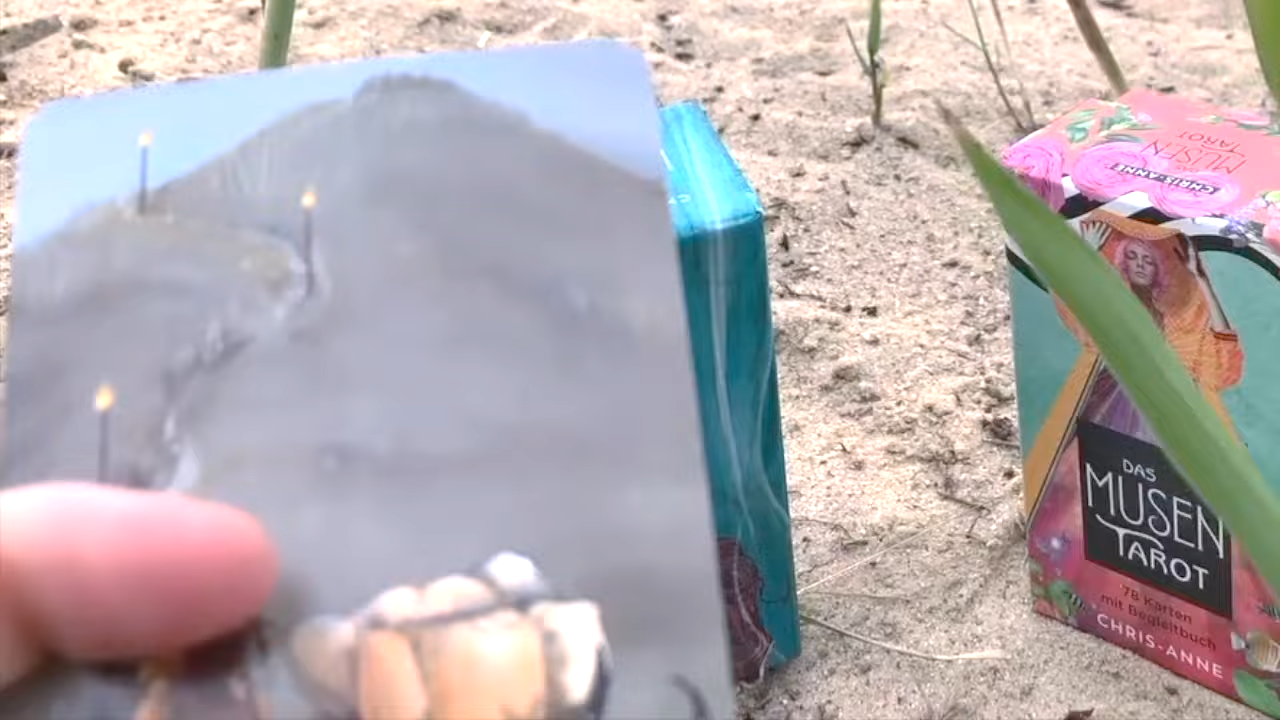 MUSEN
TAROT
CHRIS-ANNE
DAS
MUSEN
TAROT
78 Karten
mit Begleitbuch
CHRIS-ANNE